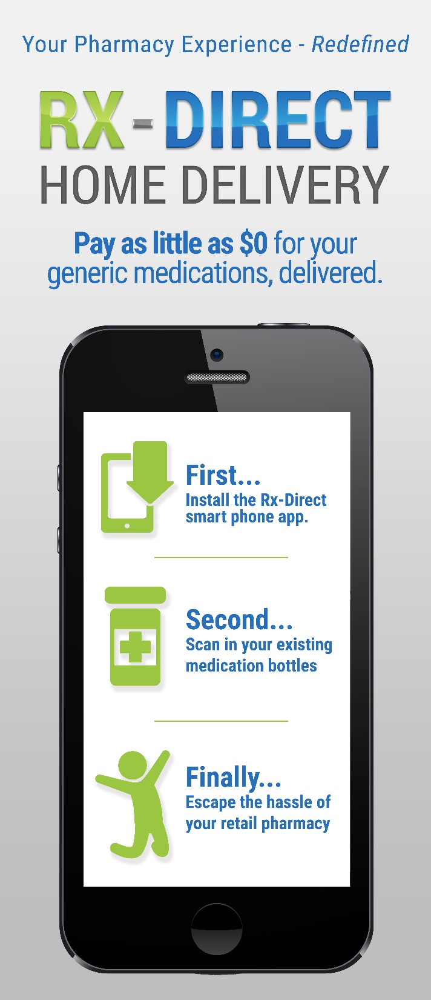 Your Pharmacy Experience - Redefined
RX-DIRECT
HOME DELIVERY
Pay as little as $0 for your
generic medications, delivered.
First...
Install the Rx-Direct
smart phone app.
Second...
Scan in your existing
medication bottles
Finally...
Escape the hassle of
your retail pharmacy